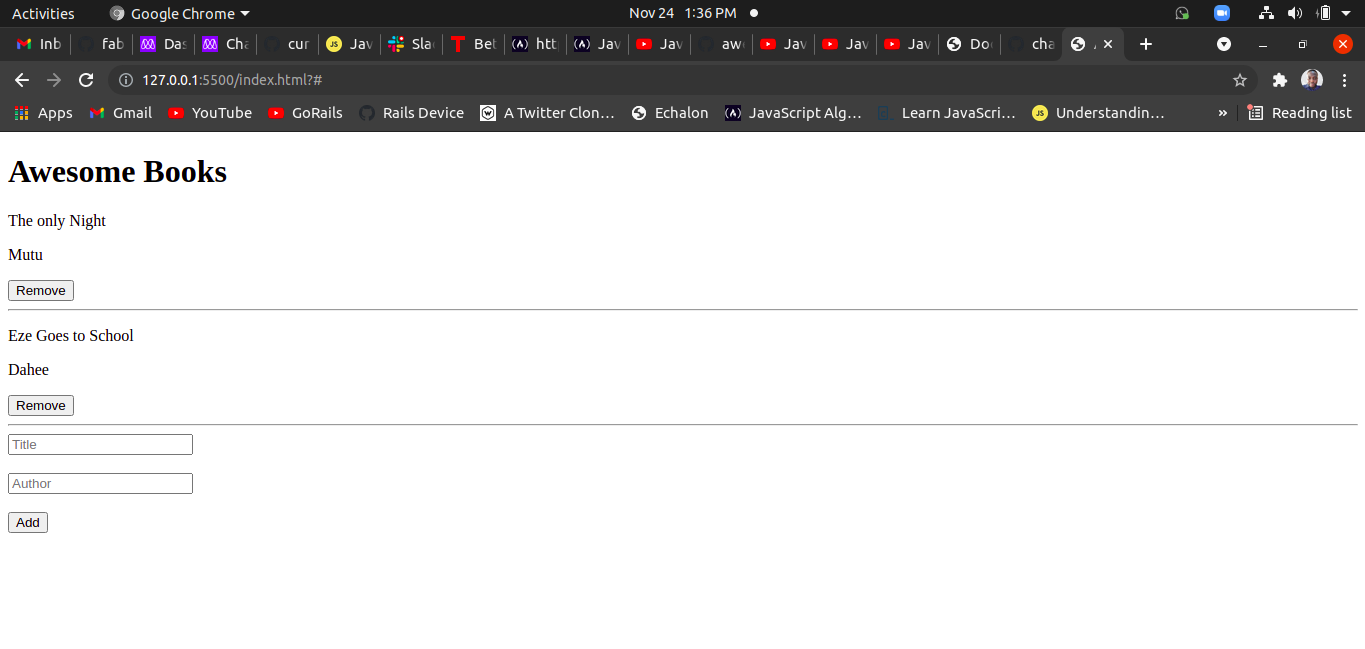 Activities Google Chrome Nov 24 1:36 PM
Inb fab Das Cha cur Jav Sla Bet htt Jav Jav awe Jav Jav Jav Do cha
127.0.0.1:5500/index.html?#
Apps Gmail YouTube GoRails Rails Device A Twitter Clon… Echalon JavaScript Alg… Learn JavaScri… Understandin… » Reading list
Awesome Books
The only Night
Mutu
Remove
Eze Goes to School
Dahee
Remove
Title
Author
Add